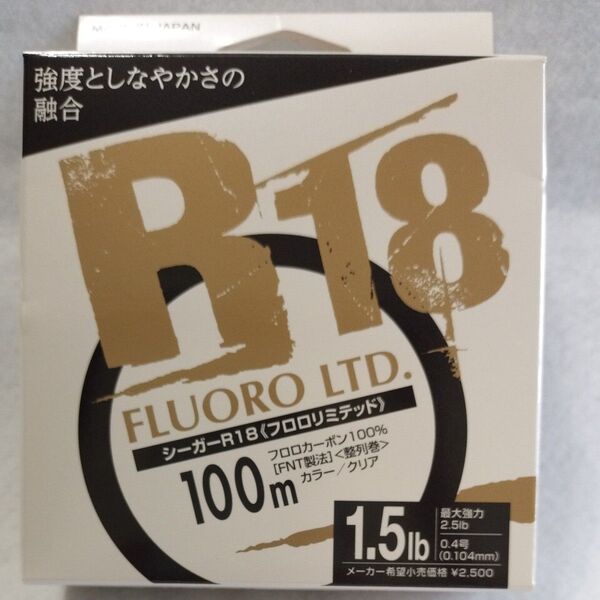 強度としなやかさの
融合
R18
FLUORO LTD.
シーガーR18《フロロリミテッド》
100m
フロロカーボン100%
[FNT製法]<整列巻>
カラー/クリア
1.5lb
最大強力
2.5lb
0.4号
(0.104mm)
メーカー希望小売価格 ¥2,500